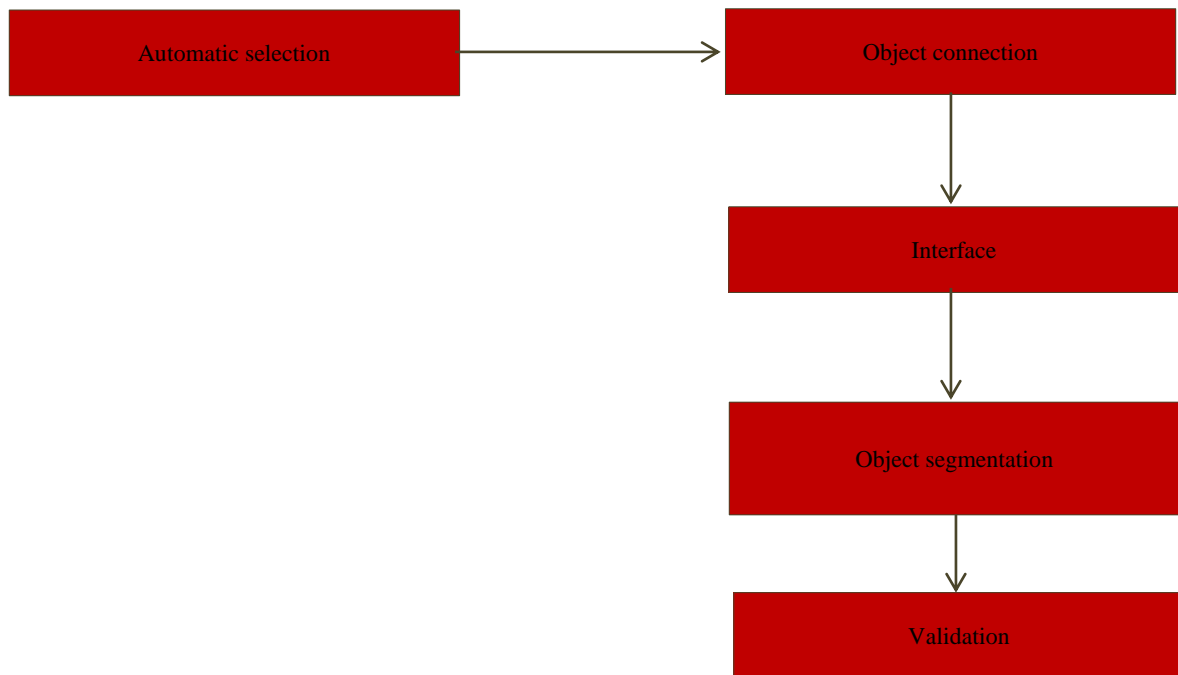 Automatic selection
Object connection
Interface
Object segmentation
Validation